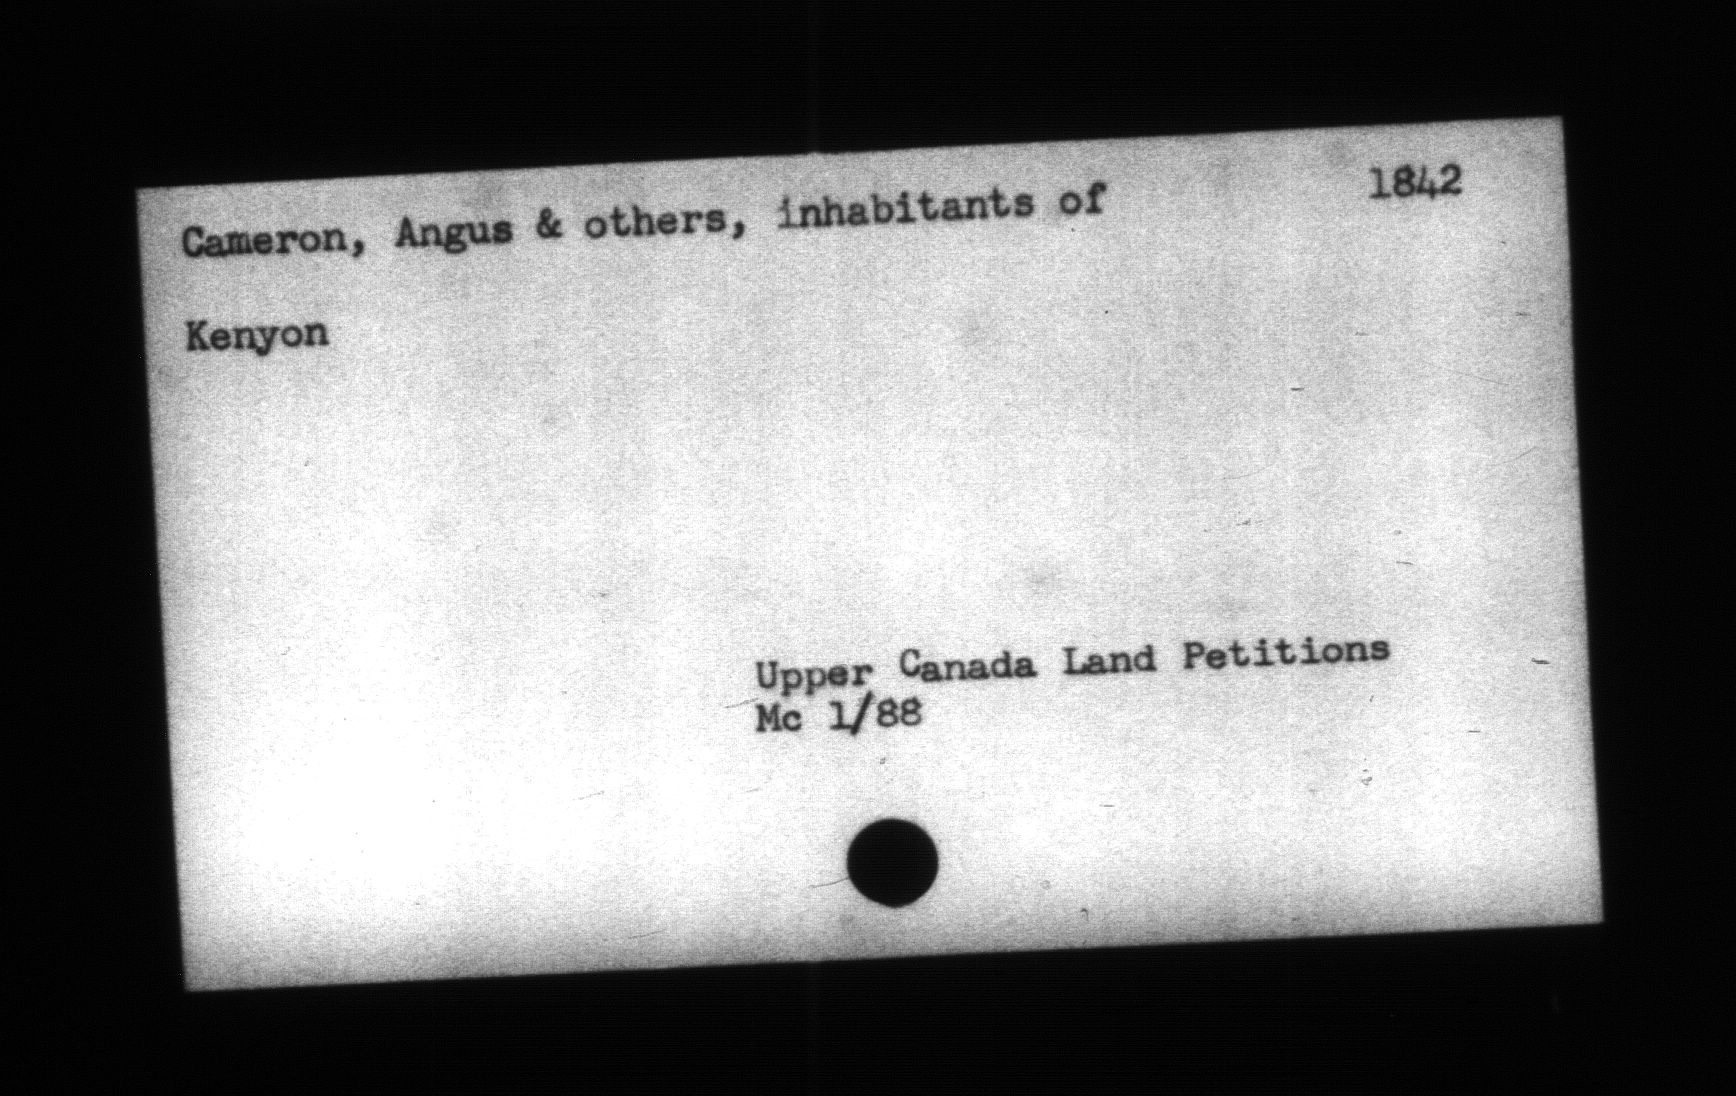 Cameron, Angus & others, inhabitants of 1842
Kenyon
Upper Canada Land Petitions
Mc 1/88